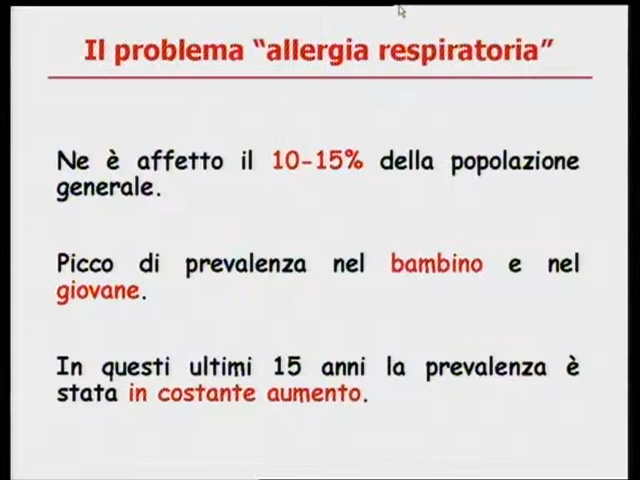 Il problema “allergia respiratoria”
Ne è affetto il 10-15% della popolazione
generale.
Picco di prevalenza nel bambino e nel
giovane.
In questi ultimi 15 anni la prevalenza è
stata in costante aumento.